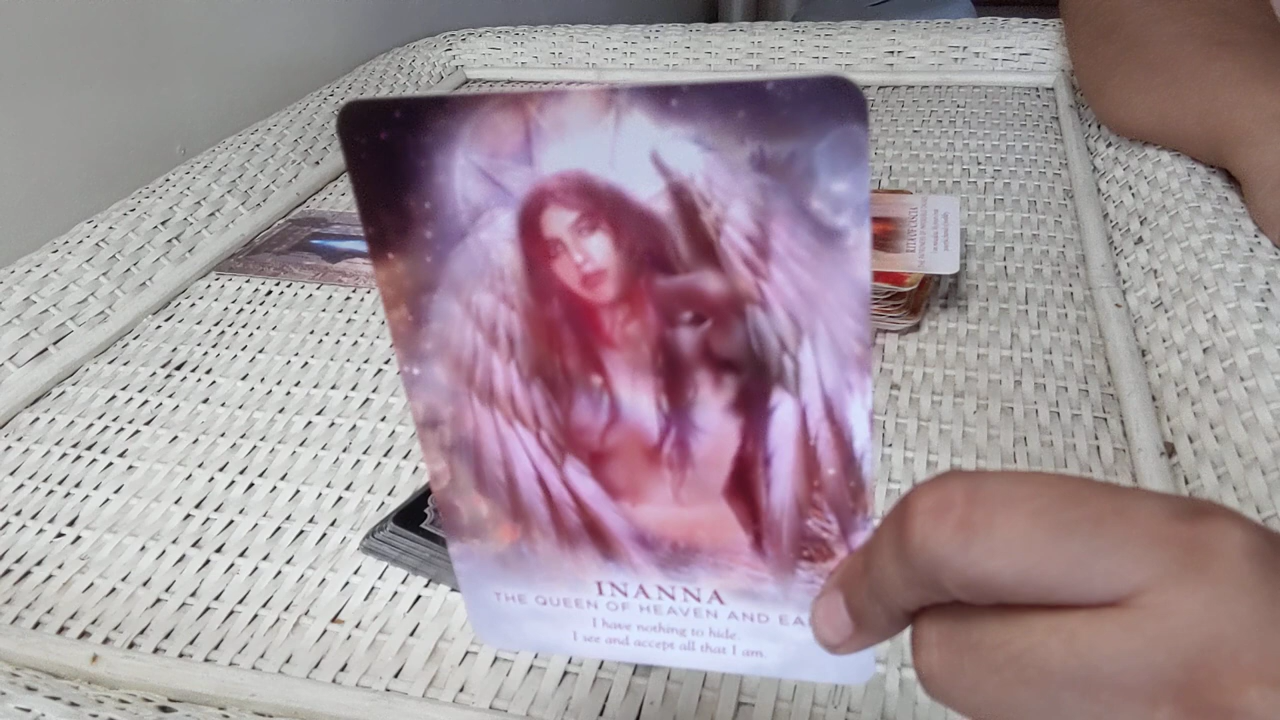 INANNA
THE QUEEN OF HEAVEN AND EA
I have nothing to hide.
I see and accept all that I am.